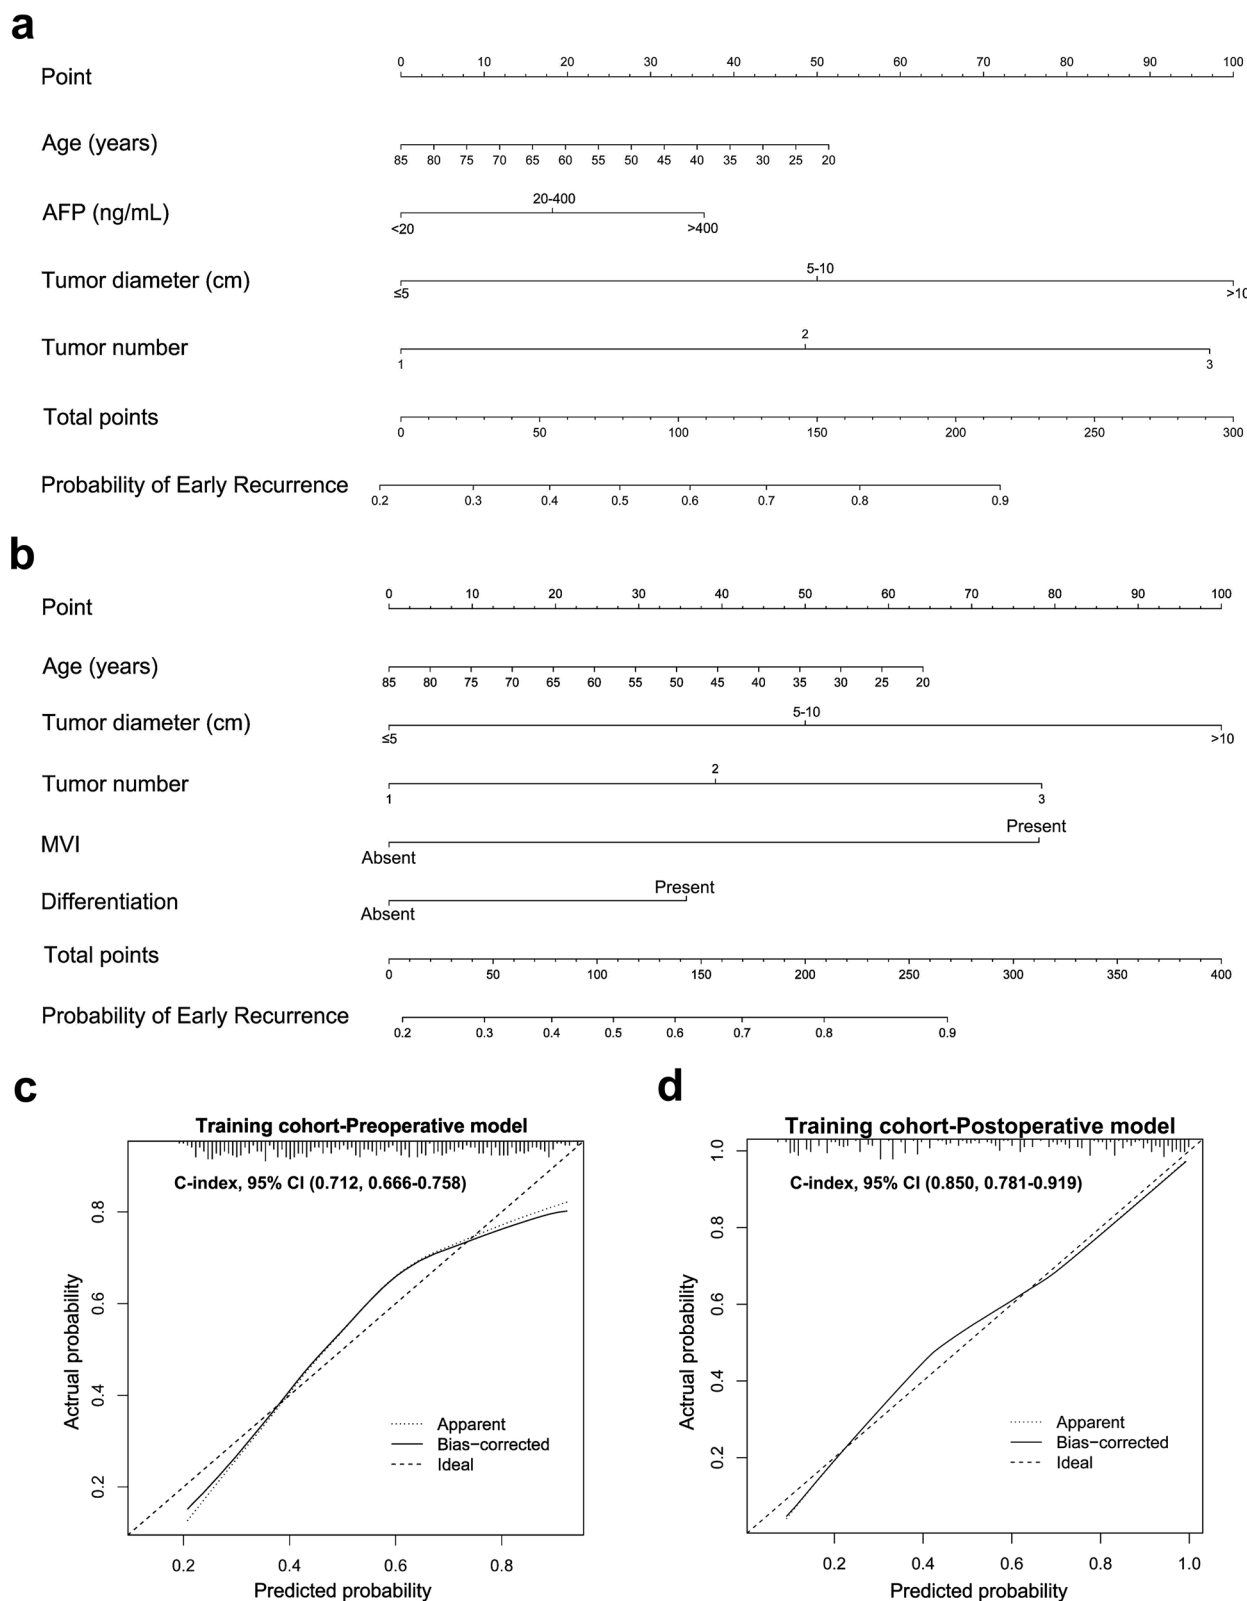 a
Point
0 10 20 30 40 50 60 70 80 90 100
Age (years)
85 80 75 70 65 60 55 50 45 40 35 30 25 20
AFP (ng/mL)
20-400
<20 >400
Tumor diameter (cm)
5-10
≤5 >10
Tumor number
2
1 3
Total points
0 50 100 150 200 250 300
Probability of Early Recurrence
0.2 0.3 0.4 0.5 0.6 0.7 0.8 0.9
b
Point
0 10 20 30 40 50 60 70 80 90 100
Age (years)
85 80 75 70 65 60 55 50 45 40 35 30 25 20
Tumor diameter (cm)
5-10
≤5 >10
Tumor number
2
1 3
MVI
Present
Absent
Differentiation
Present
Absent
Total points
0 50 100 150 200 250 300 350 400
Probability of Early Recurrence
0.2 0.3 0.4 0.5 0.6 0.7 0.8 0.9
c
Training cohort-Preoperative model
C-index, 95% CI (0.712, 0.666-0.758)
Actrual probability
0.8
0.6
0.4
0.2
Apparent
Bias-corrected
Ideal
0.2 0.4 0.6 0.8
Predicted probability
d
Training cohort-Postoperative model
C-index, 95% CI (0.850, 0.781-0.919)
Actrual probability
1.0
0.8
0.6
0.4
0.2
Apparent
Bias-corrected
Ideal
0.2 0.4 0.6 0.8 1.0
Predicted probability